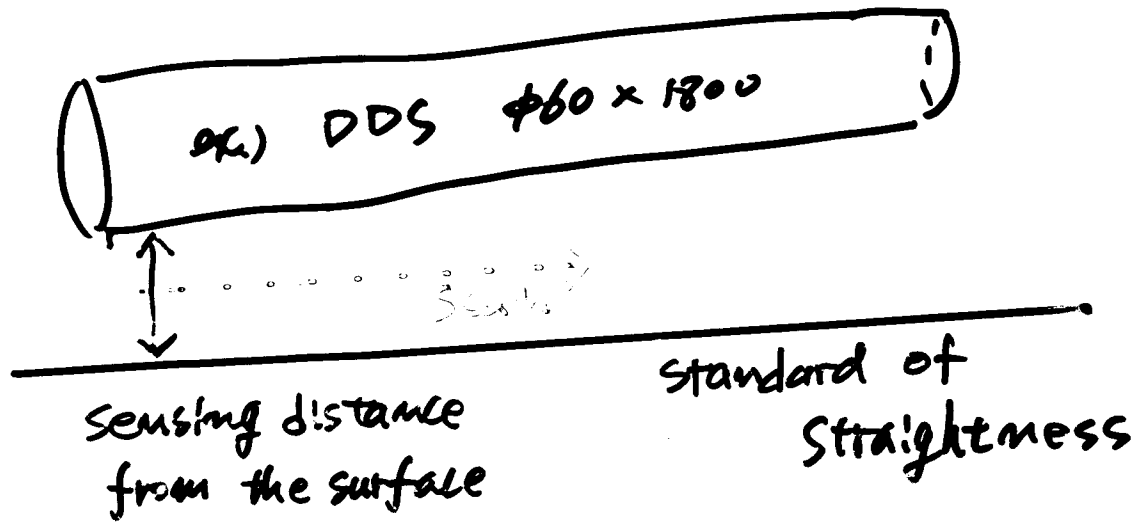 ex.) DDS φ60 × 1800
sensing distance
from the surface
standard of
straightness